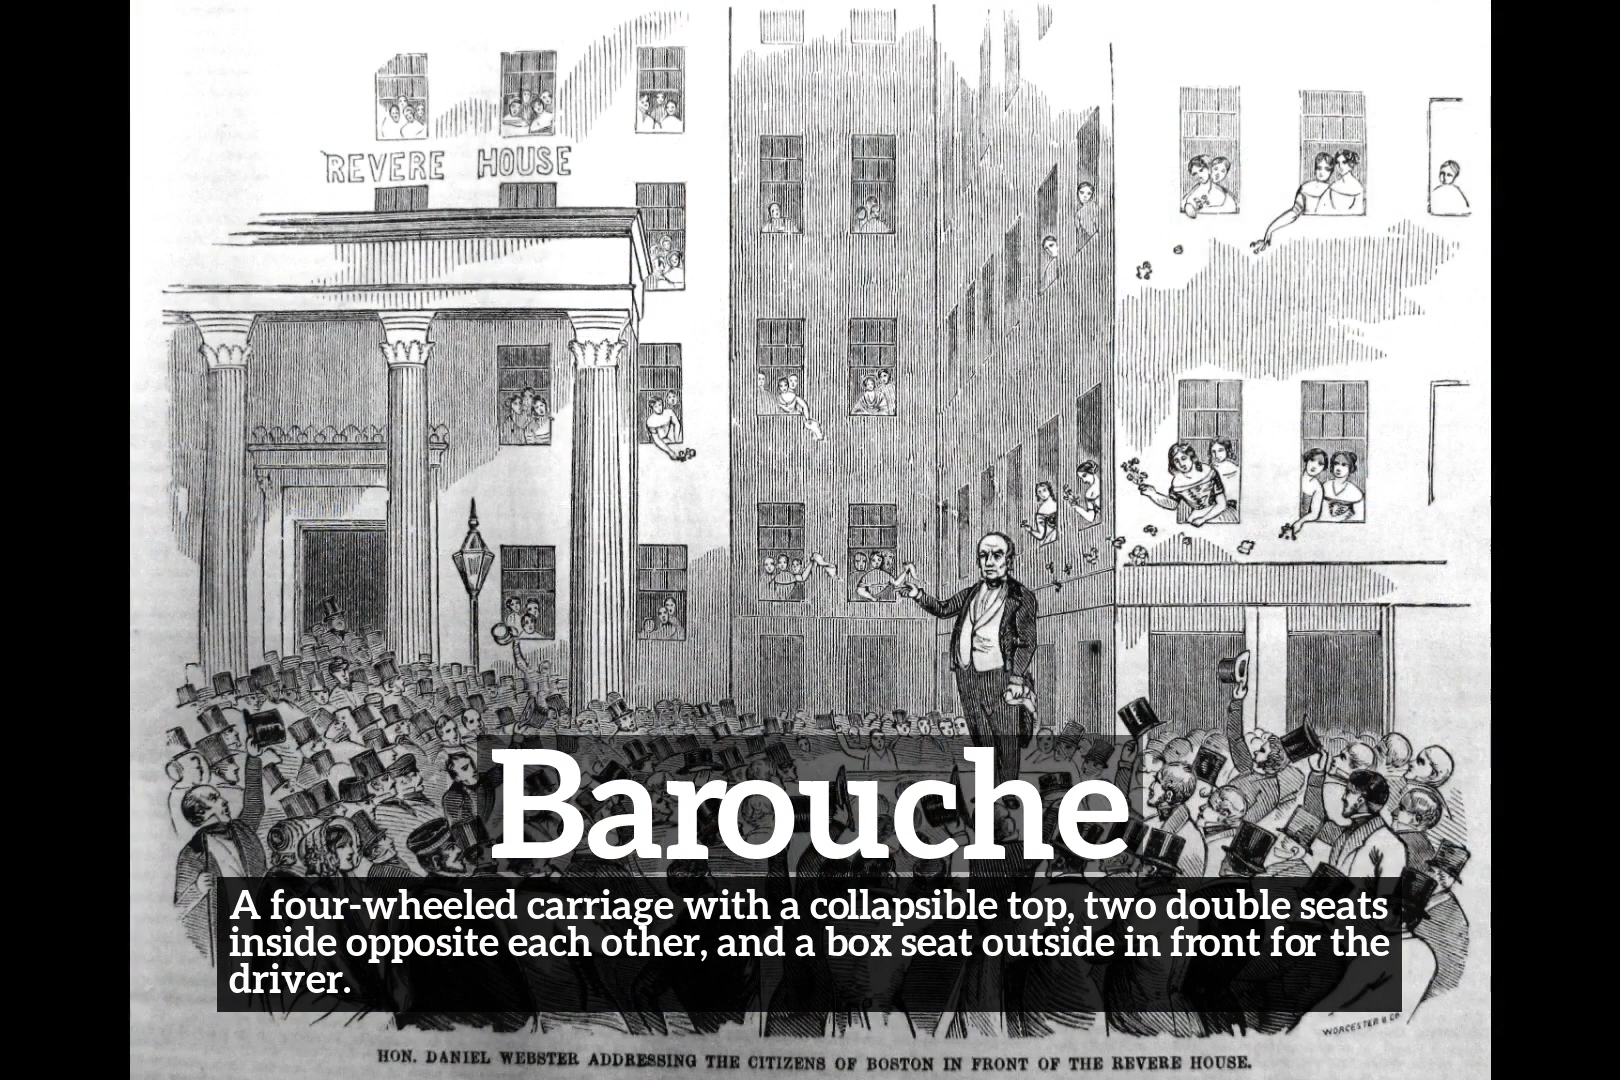 REVERE HOUSE
Barouche
A four-wheeled carriage with a collapsible top, two double seats
inside opposite each other, and a box seat outside in front for the
driver.
WORCESTER & CO.
HON. DANIEL WEBSTER ADDRESSING THE CITIZENS OF BOSTON IN FRONT OF THE REVERE HOUSE.